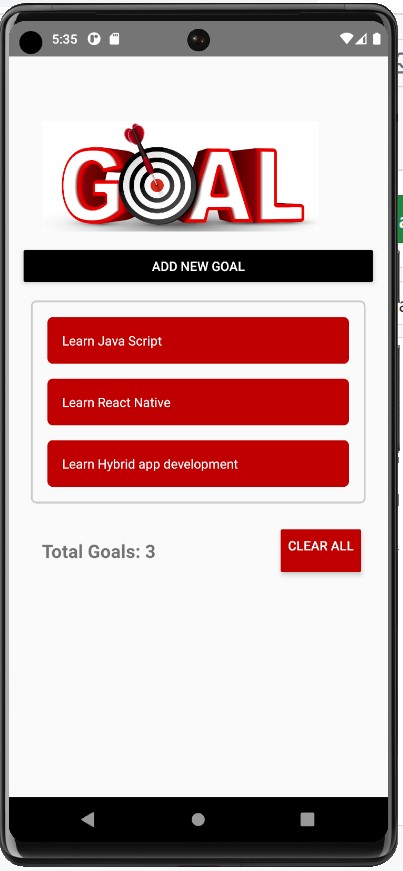 5:35
GOAL
ADD NEW GOAL
Learn Java Script
Learn React Native
Learn Hybrid app development
Total Goals: 3
CLEAR ALL